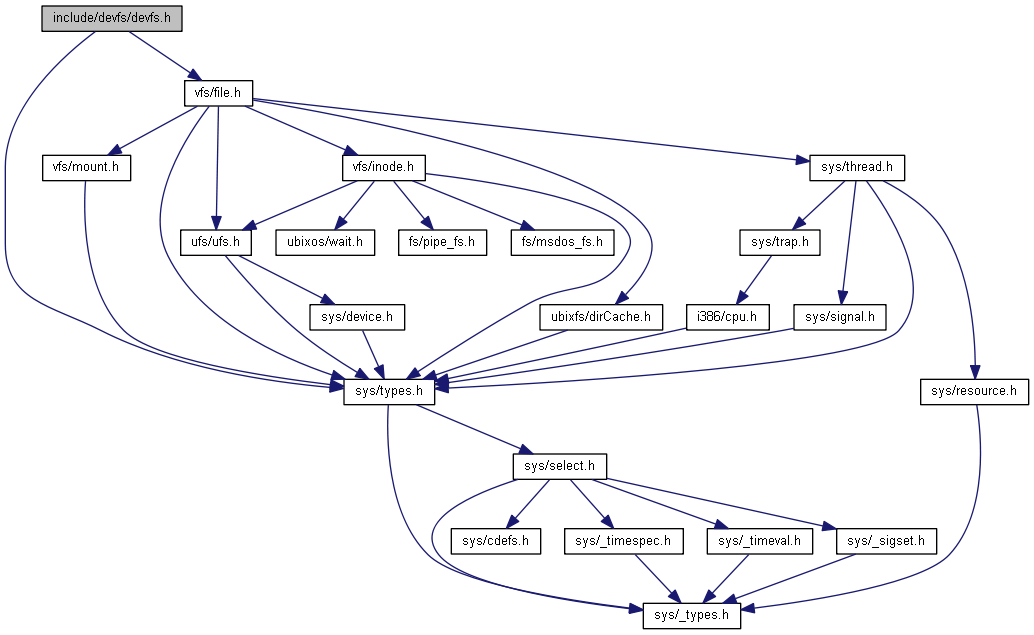 include/devfs/devfs.h
vfs/file.h
vfs/mount.h
vfs/inode.h
sys/thread.h
ufs/ufs.h
ubixos/wait.h
fs/pipe_fs.h
fs/msdos_fs.h
sys/trap.h
sys/device.h
ubixfs/dirCache.h
i386/cpu.h
sys/signal.h
sys/types.h
sys/resource.h
sys/select.h
sys/cdefs.h
sys/_timespec.h
sys/_timeval.h
sys/_sigset.h
sys/_types.h